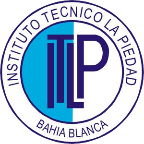 INSTITUTO TECNICO LA PIEDAD
ITLP
BAHIA BLANCA